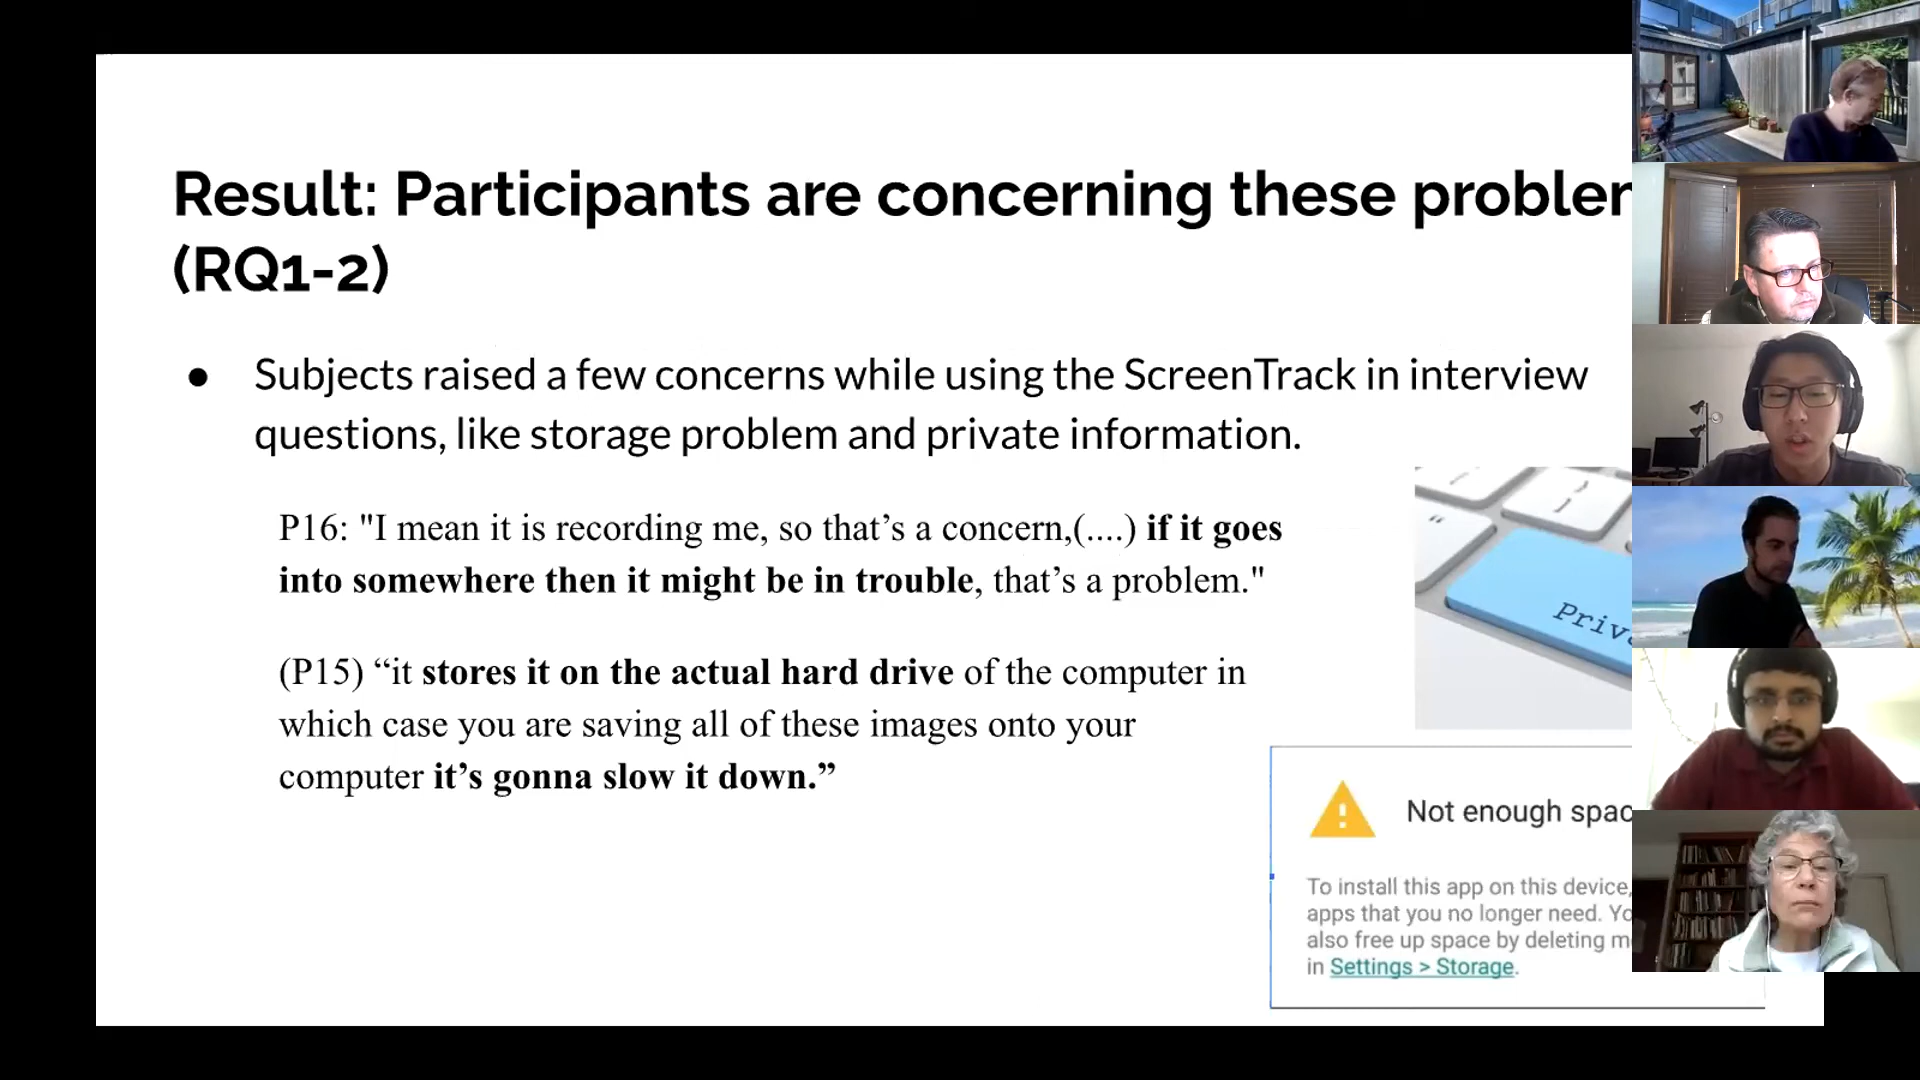 Result: Participants are concerning these
(RQ1-2)
● Subjects raised a few concerns while using the ScreenTrack in interview
questions, like storage problem and private information.
P16: "I mean it is recording me, so that’s a concern,(....) if it goes
into somewhere then it might be in trouble, that’s a problem."
(P15) “it stores it on the actual hard drive of the computer in
which case you are saving all of these images onto your
computer it’s gonna slow it down.”
Not enough
To install this app on this device,
apps that you no longer need.
also free up space by deleting
in Settings > Storage.